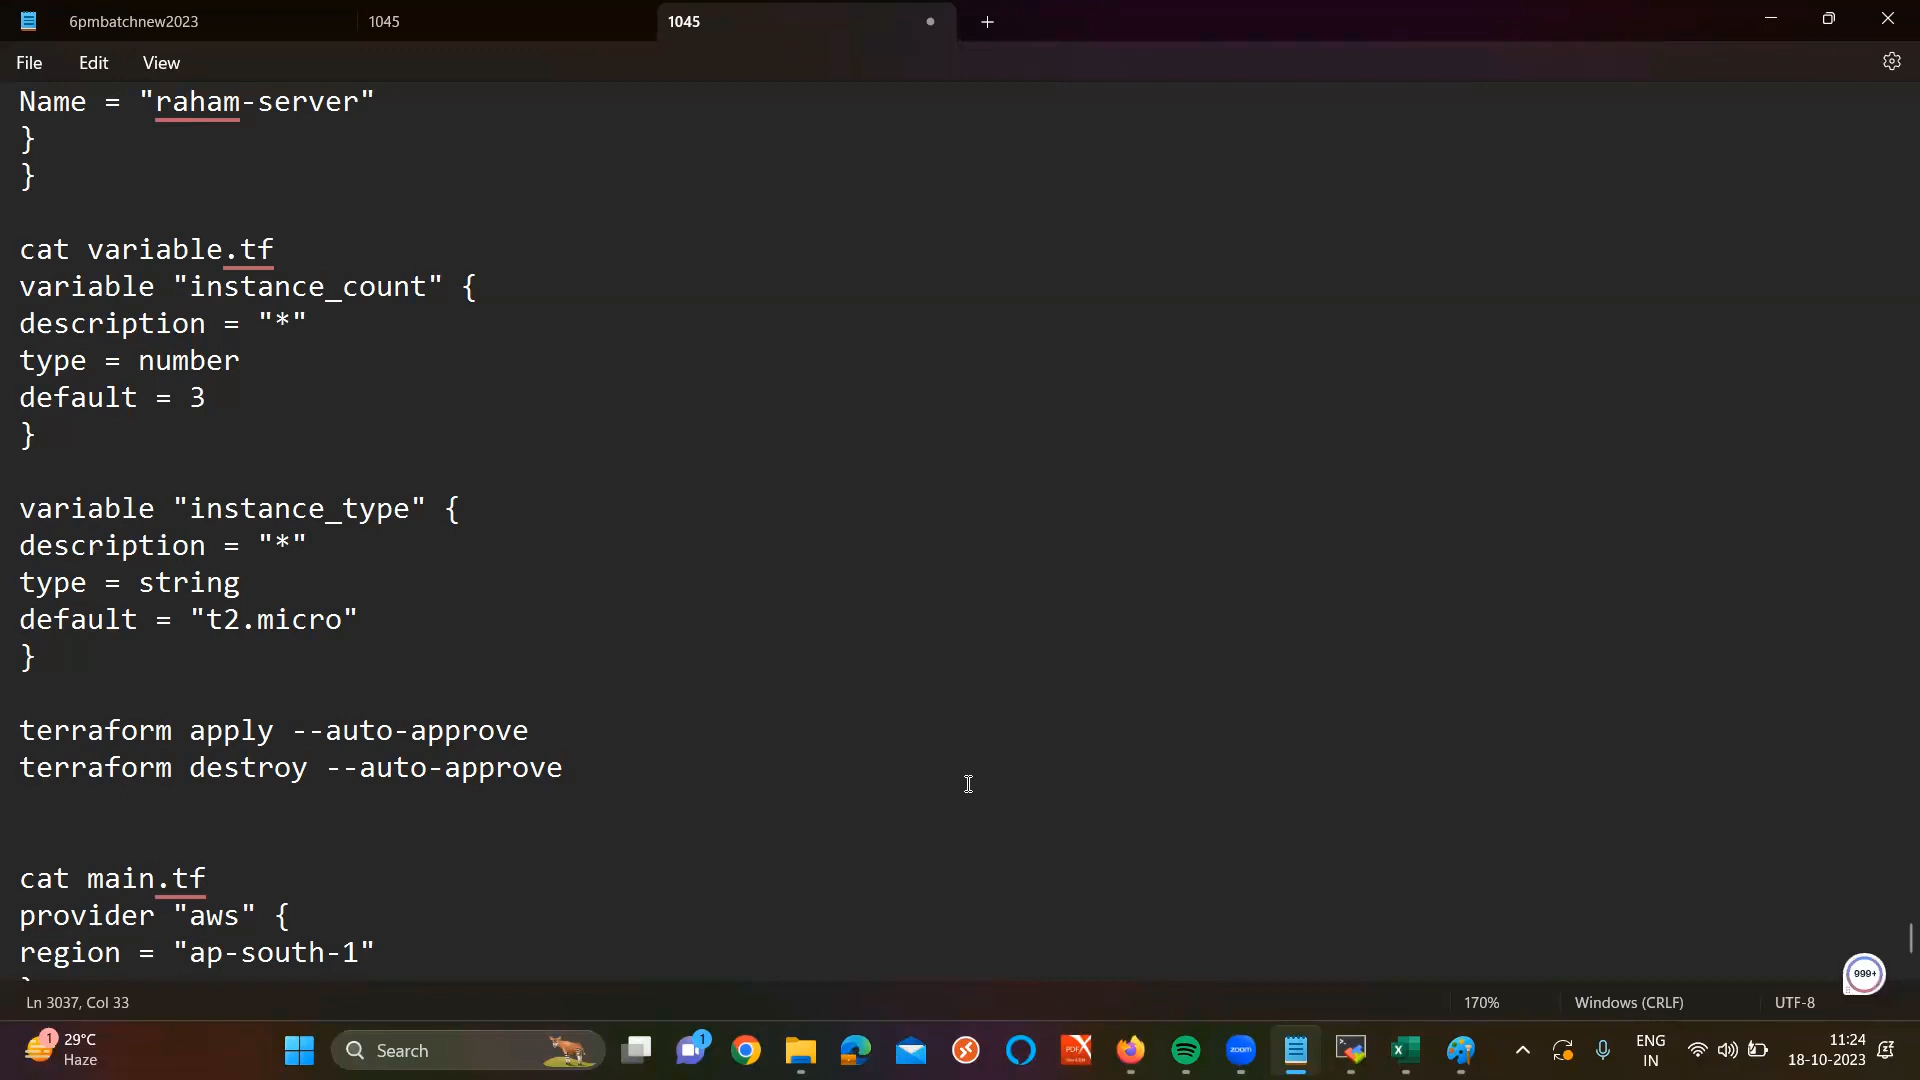 6pmbatchnew2023
1045
1045
File
Edit
View
Name = "raham-server"
}
}
cat variable.tf
variable "instance_count" {
description = "*"
type = number
default = 3
}
variable "instance_type" {
description = "*"
type = string
default = "t2.micro"
}
terraform apply --auto-approve
terraform destroy --auto-approve
cat main.tf
provider "aws" {
region = "ap-south-1"
999+
Ln 3037, Col 33
170%
Windows (CRLF)
UTF-8
1
29°C
Haze
Search
1
zoom
ENG
IN
11:24
18-10-2023